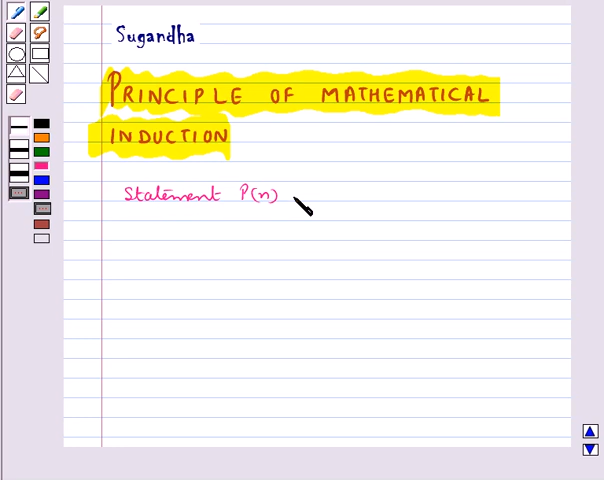 Sugandha
PRINCIPLE OF MATHEMATICAL
INDUCTION
Statement P(n)